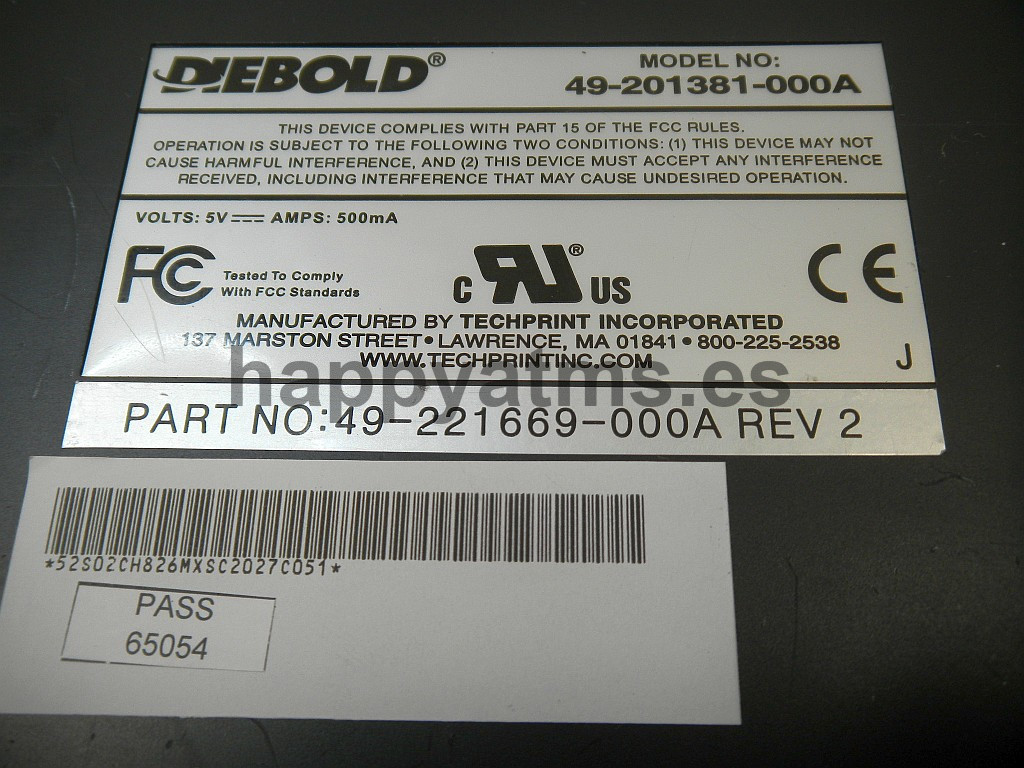 DIEBOLD®
MODEL NO:
49-201381-000A
THIS DEVICE COMPLIES WITH PART 15 OF THE FCC RULES.
OPERATION IS SUBJECT TO THE FOLLOWING TWO CONDITIONS: (1) THIS DEVICE MAY NOT
CAUSE HARMFUL INTERFERENCE, AND (2) THIS DEVICE MUST ACCEPT ANY INTERFERENCE
RECEIVED, INCLUDING INTERFERENCE THAT MAY CAUSE UNDESIRED OPERATION.
VOLTS: 5V ⎓ AMPS: 500mA
FC Tested To Comply
With FCC Standards
c RU® US
CE
MANUFACTURED BY TECHPRINT INCORPORATED
137 MARSTON STREET • LAWRENCE, MA 01841 • 800-225-2538
WWW.TECHPRINTINC.COM
J
happyatms.es
PART NO:49-221669-000A REV 2
*52S02CH826MXSC2027C051*
PASS
65054